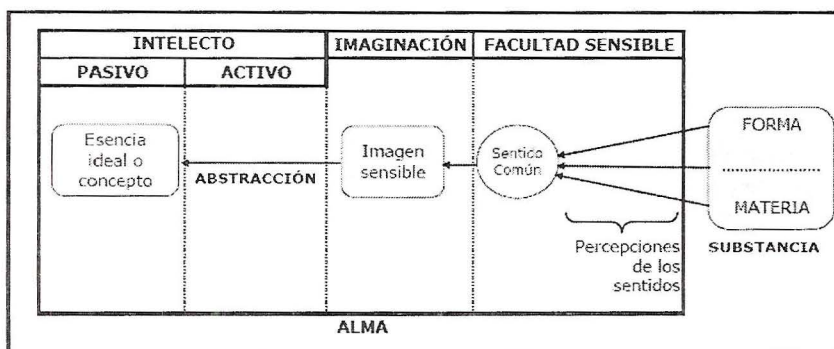 INTELECTO
IMAGINACIÓN
FACULTAD SENSIBLE
PASIVO
ACTIVO
Esencia
ideal o
concepto
ABSTRACCIÓN
Imagen
sensible
Sentido
Común
FORMA
MATERIA
SUBSTANCIA
Percepciones
de los
sentidos
ALMA